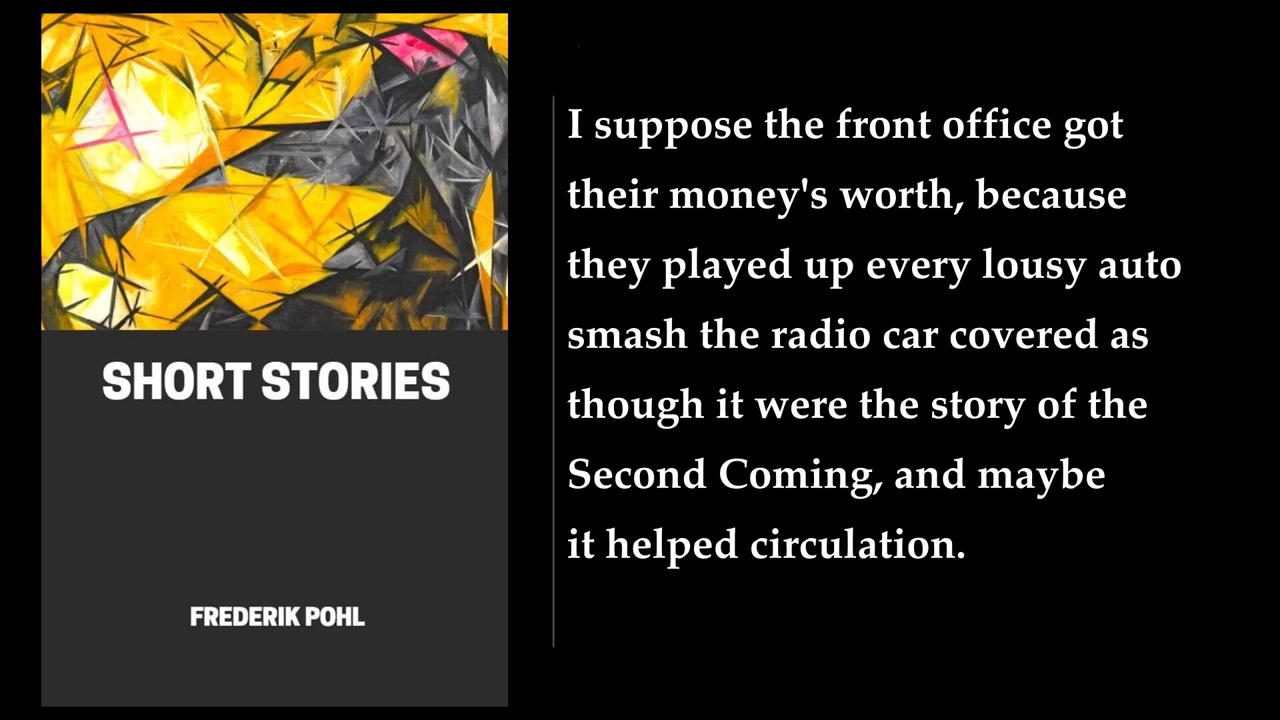 SHORT STORIES
FREDERIK POHL
I suppose the front office got
their money's worth, because
they played up every lousy auto
smash the radio car covered as
though it were the story of the
Second Coming, and maybe
it helped circulation.